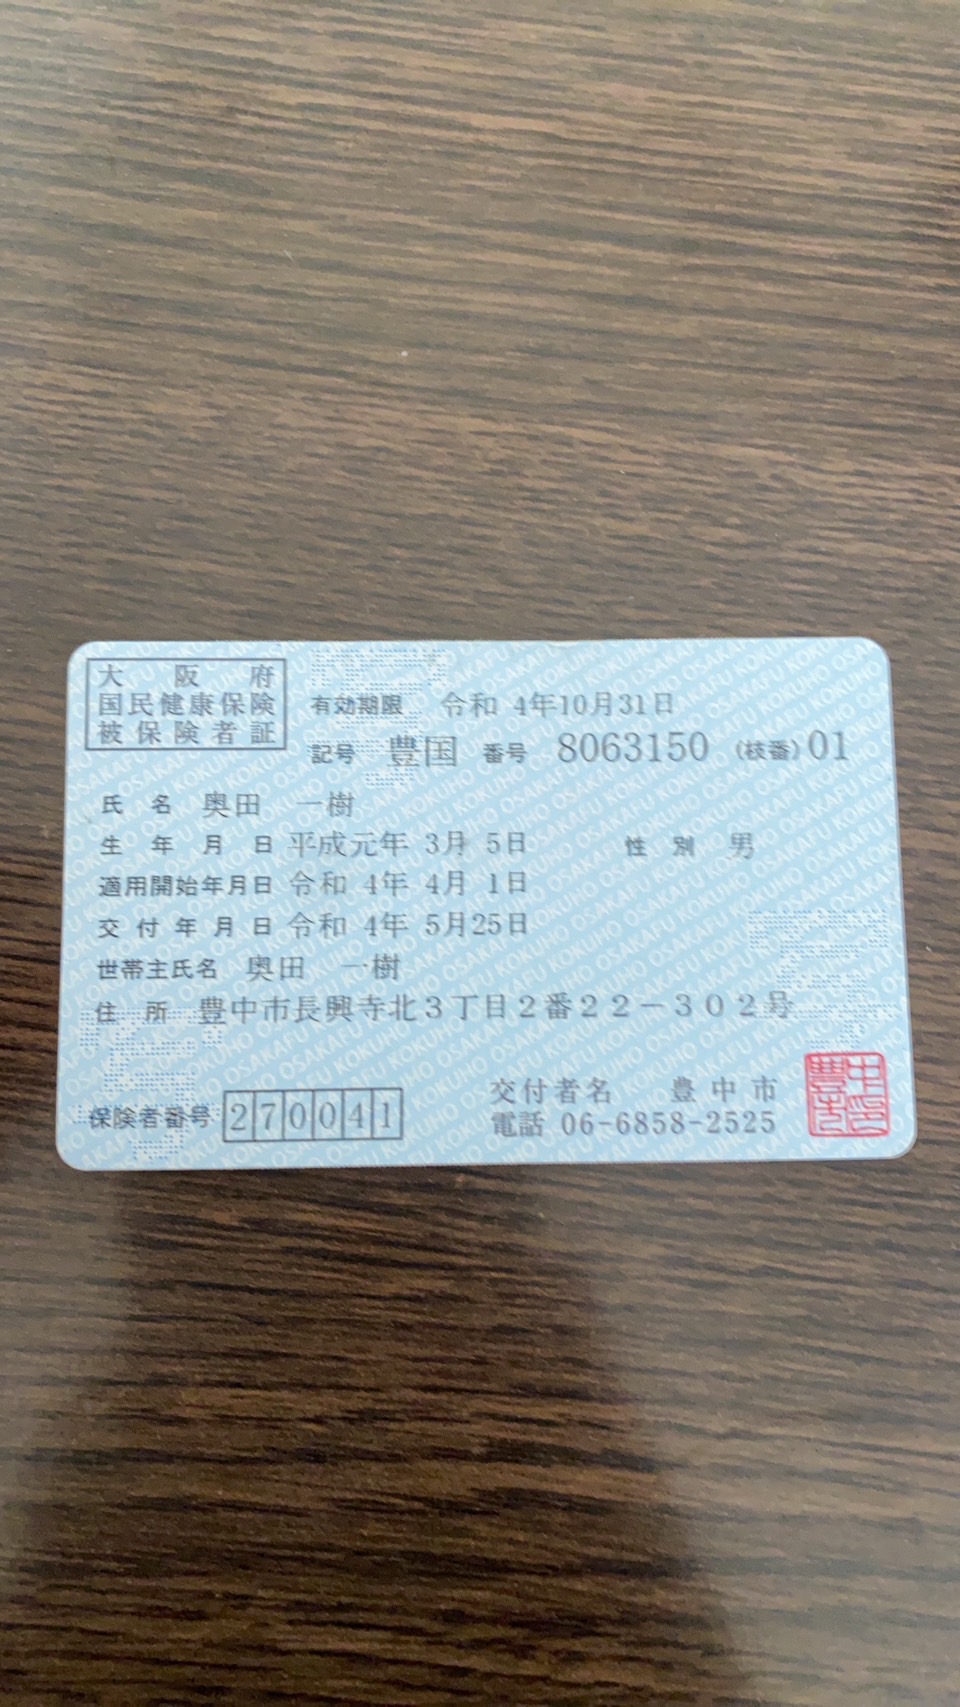 大阪府
国民健康保険
被保険者証
有効期限 令和 4年10月31日
記号 豊国 番号 8063150 (枝番)01
氏名 奥田 一樹
生年月日 平成元年 3月 5日 性別 男
適用開始年月日 令和 4年 4月 1日
交付年月日 令和 4年 5月25日
世帯主氏名 奥田 一樹
住所 豊中市長興寺北3丁目2番22-302号
保険者番号 270041
交付者名 豊中市
電話 06-6858-2525
OSAKAFU KOKUHO